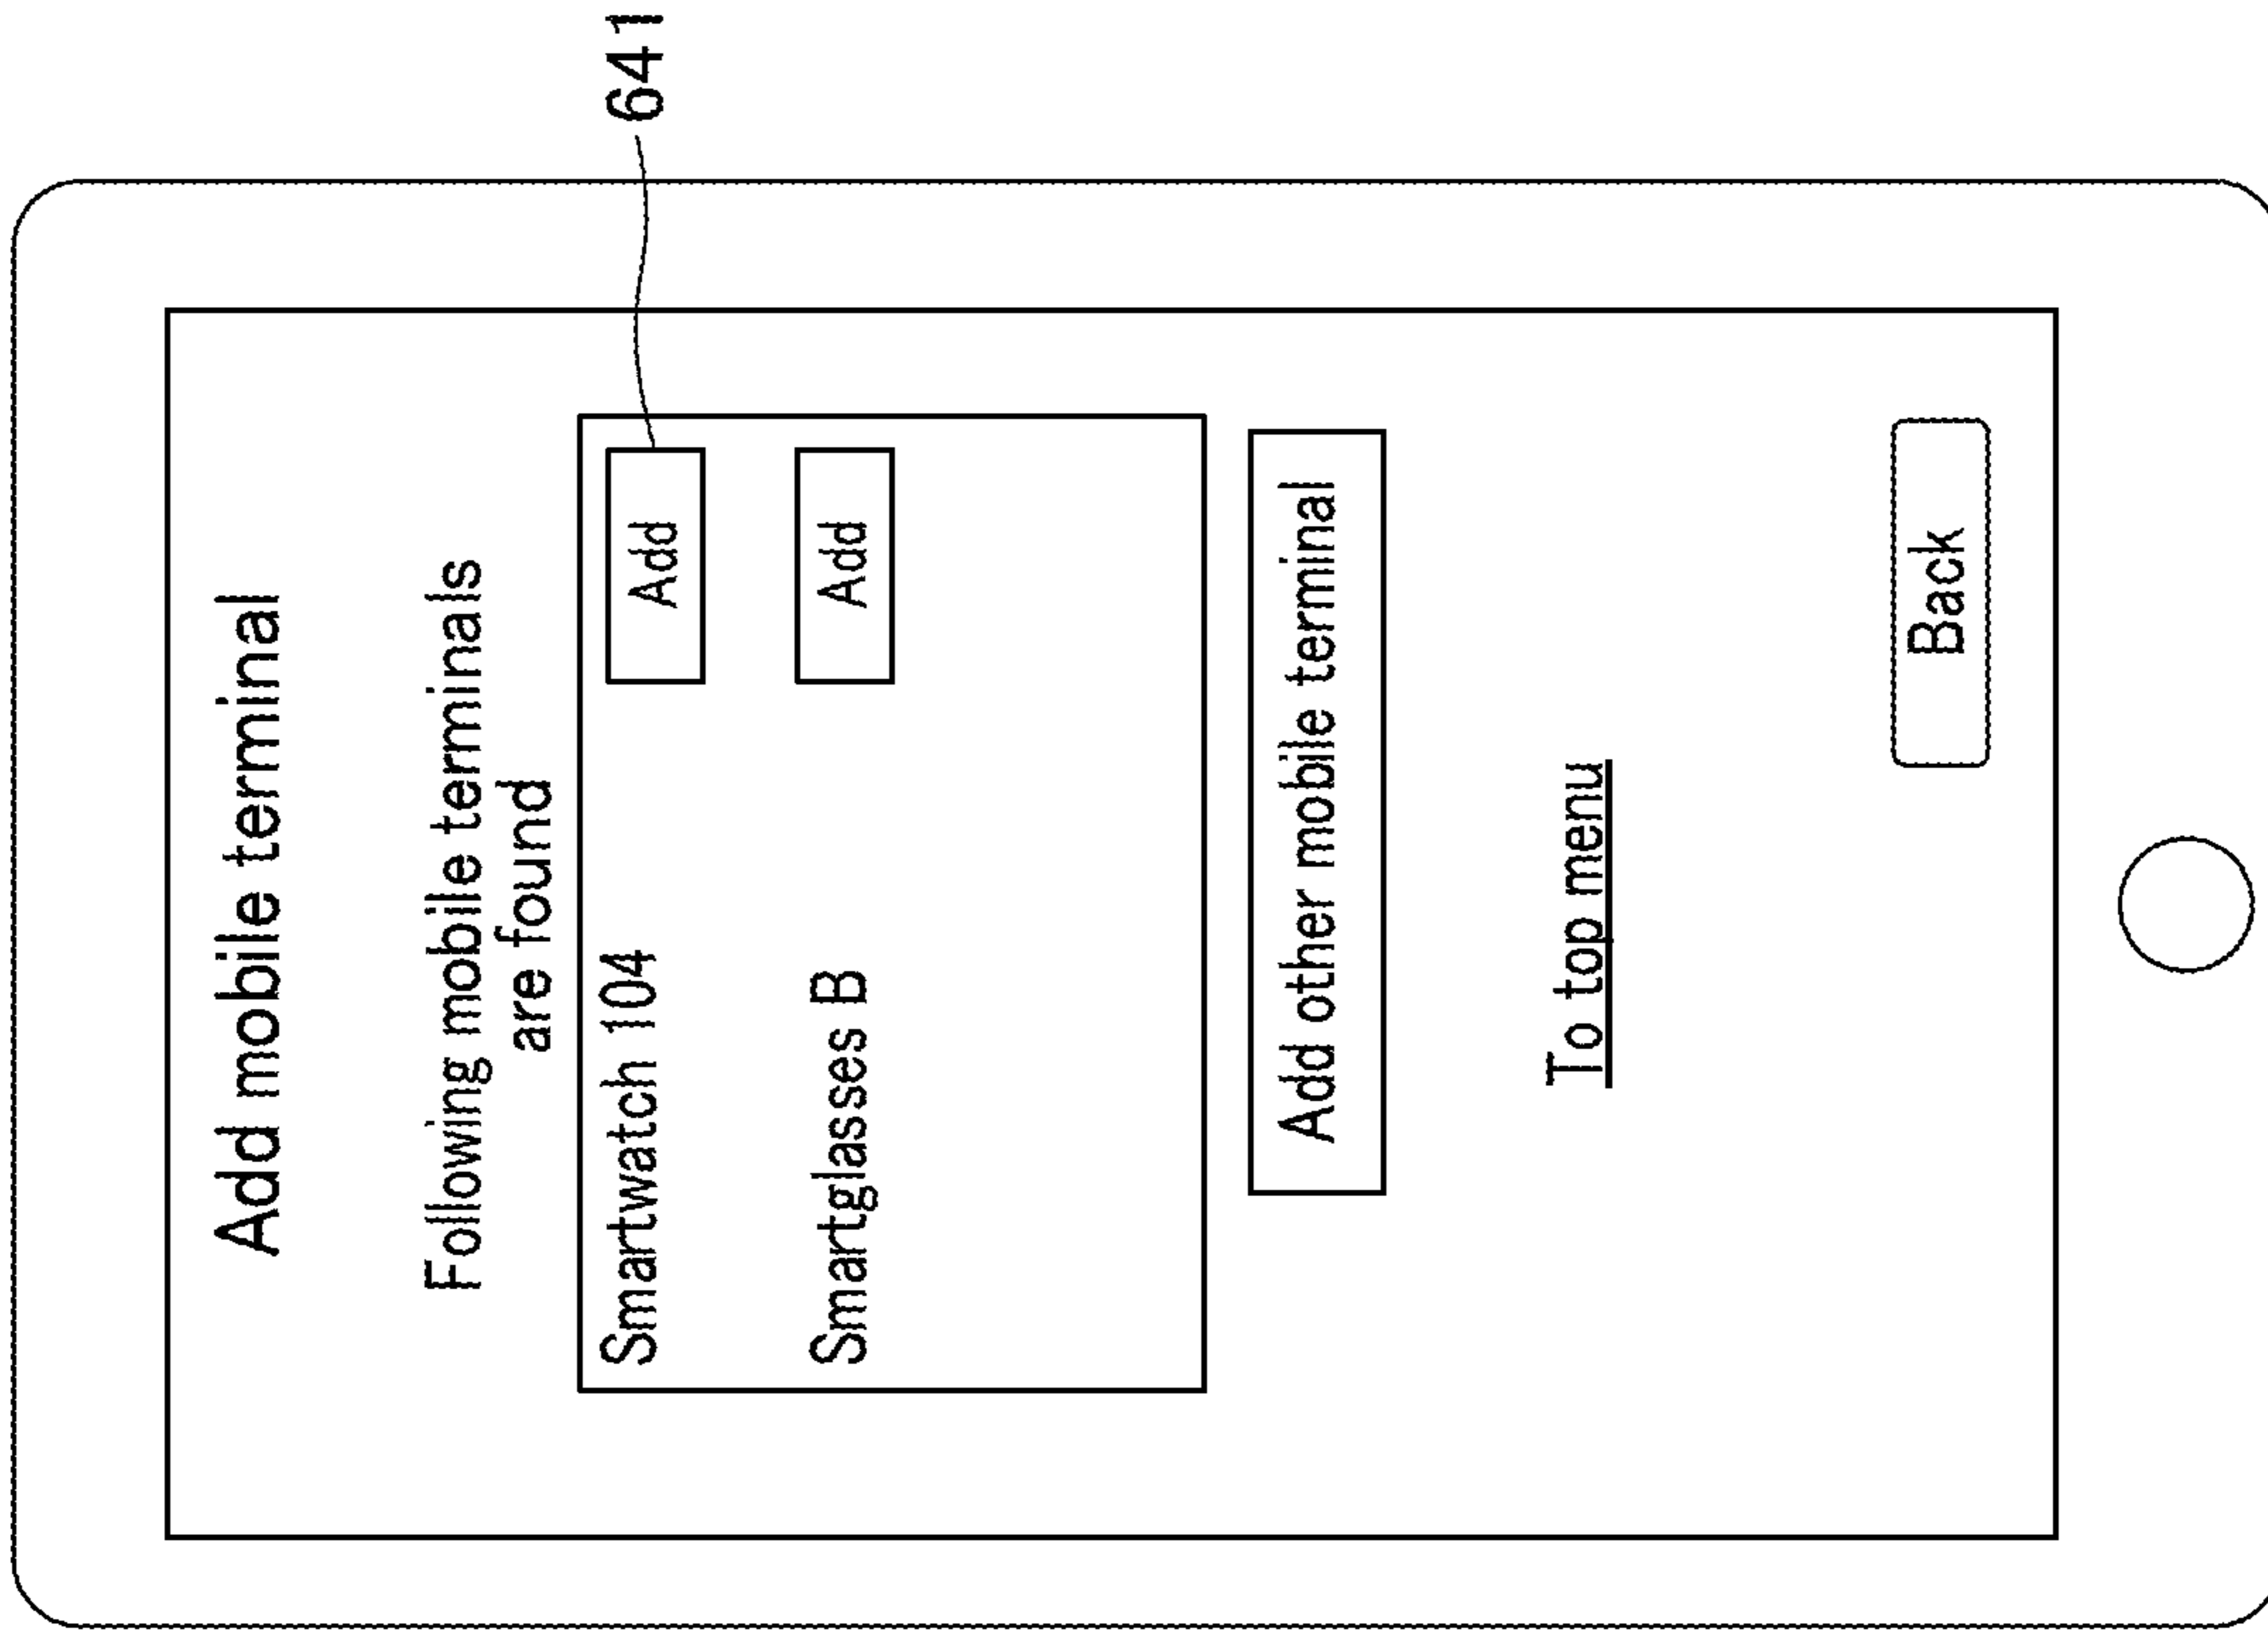 Add mobile terminal
Following mobile terminals
are found
Smartwatch 104 Add
641
Smartglasses B Add
Add other mobile terminal
To top menu
Back